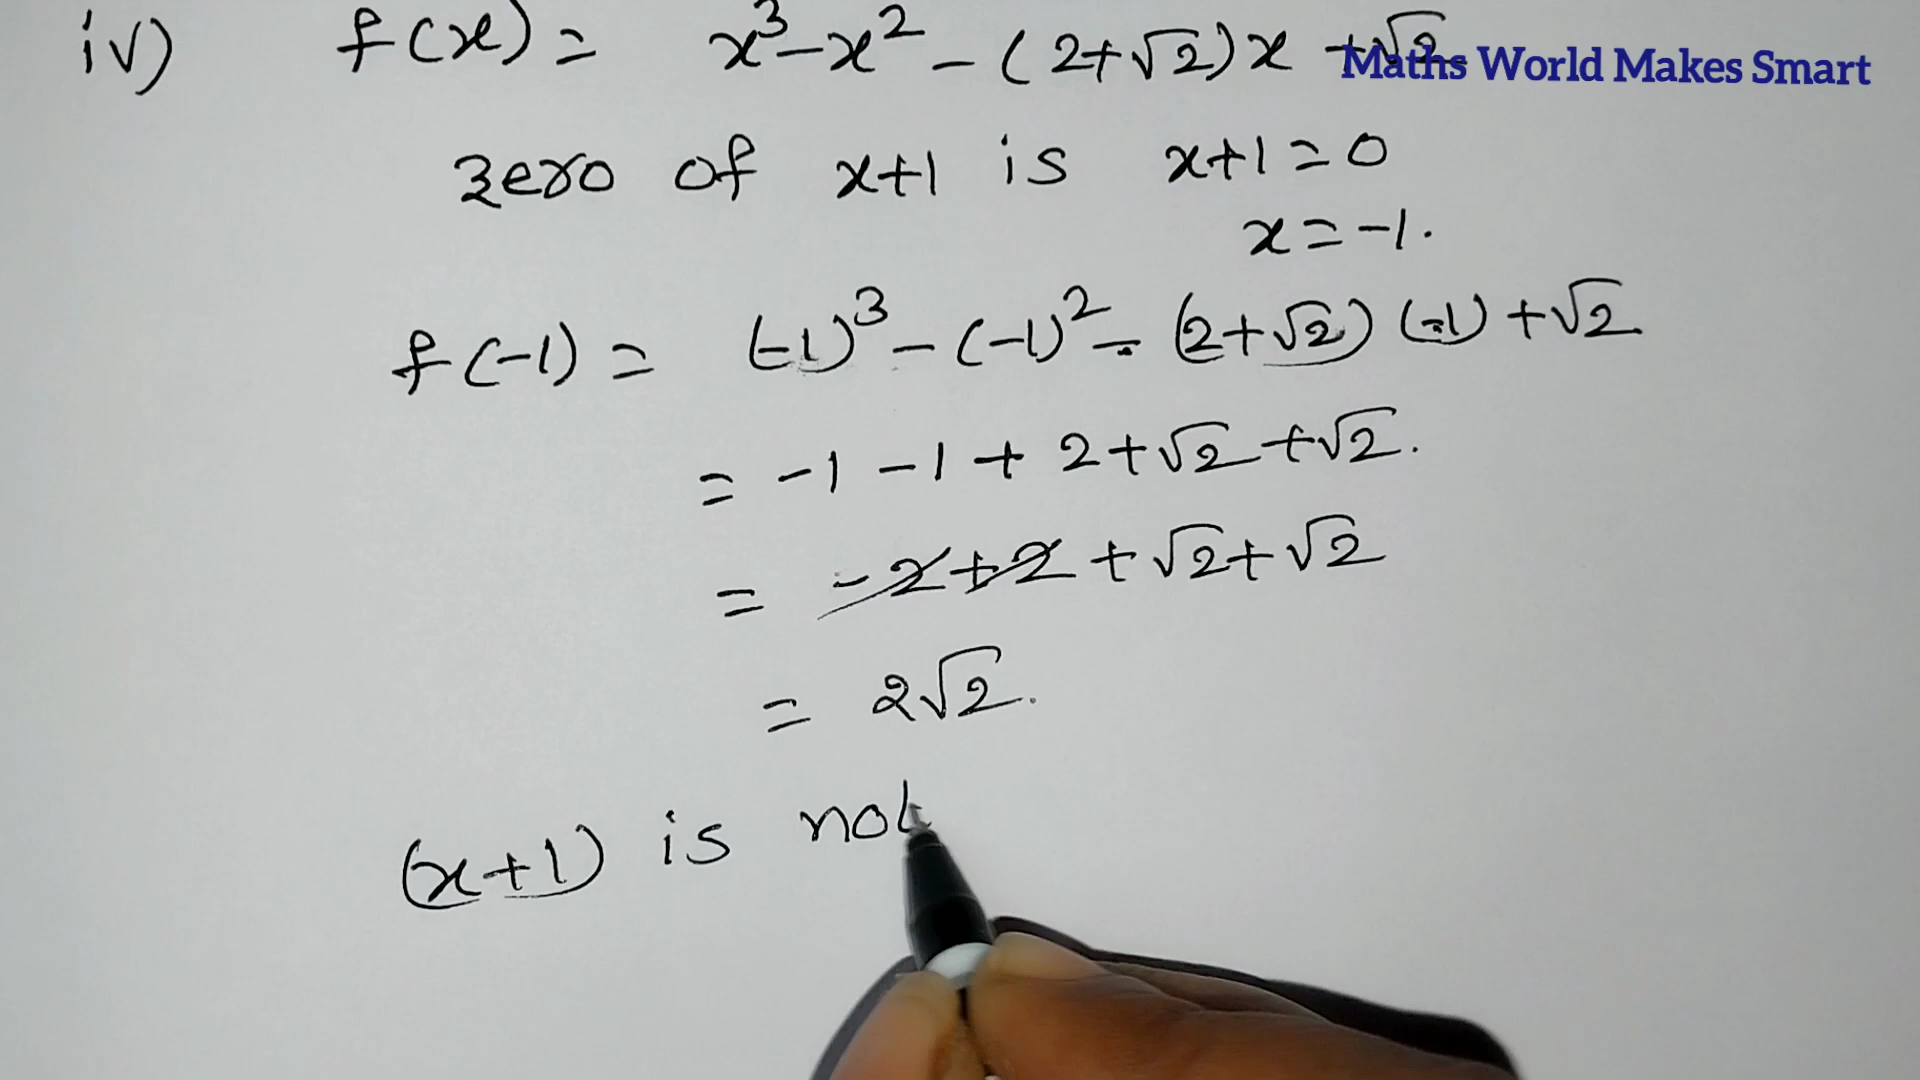 iv) f(x) = x³-x² - (2+√2)x +√2
Maths World Makes Smart
zero of x+1 is x+1=0
x=-1.
f(-1) = (-1)³ - (-1)² - (2+√2) (-1) +√2
= -1 -1 + 2+√2 +√2.
= -2+2 + √2+√2
= 2√2.
(x+1) is not